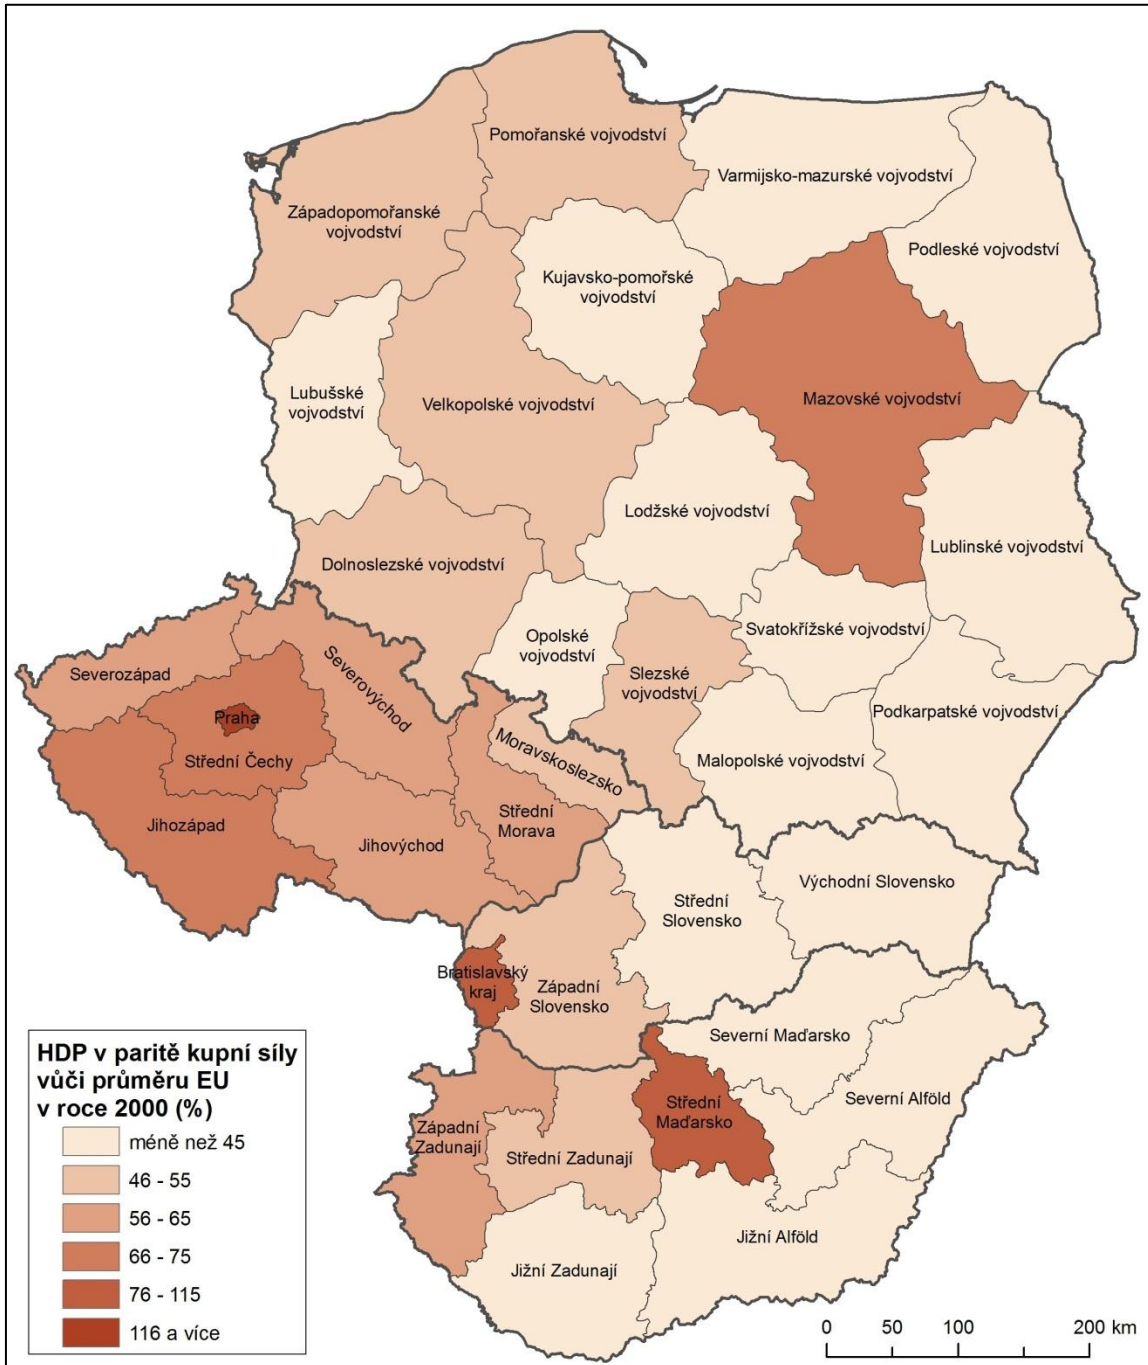 Pomořanské vojvodství
Varmijsko-mazurské vojvodství
Západopomořanské
vojvodství
Podleské vojvodství
Kujavsko-pomořské
vojvodství
Lubušské
vojvodství
Velkopolské vojvodství
Mazovské vojvodství
Lodžské vojvodství
Lublinské vojvodství
Dolnoslezské vojvodství
Opolské
vojvodství
Svatokřížské vojvodství
Slezské
vojvodství
Severozápad
Severovýchod
Praha
Podkarpatské vojvodství
Střední Čechy
Moravskoslezsko
Malopolské vojvodství
Jihozápad
Jihovýchod
Střední
Morava
Východní Slovensko
Střední
Slovensko
Bratislavský
kraj
Západní
Slovensko
Severní Maďarsko
Severní Alföld
Střední
Maďarsko
Západní
Zadunají
Střední Zadunají
Jižní Alföld
Jižní Zadunají
HDP v paritě kupní síly
vůči průměru EU
v roce 2000 (%)
méně než 45
46 - 55
56 - 65
66 - 75
76 - 115
116 a více
0 50 100 200 km